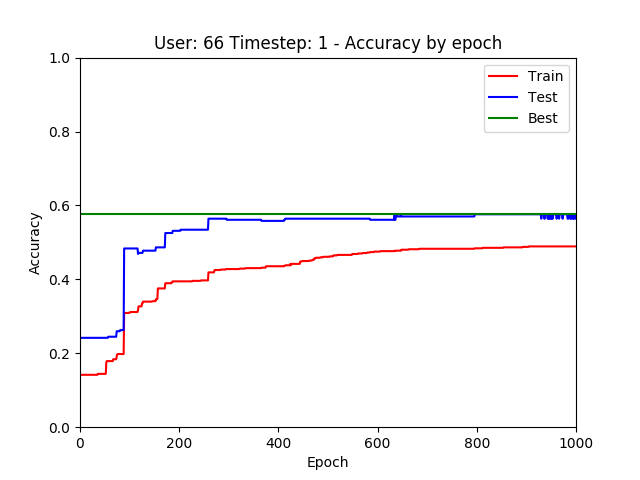 User: 66 Timestep: 1 - Accuracy by epoch
1.0
0.8
0.6
0.4
0.2
0.0
Accuracy
Train
Test
Best
0 200 400 600 800 1000
Epoch